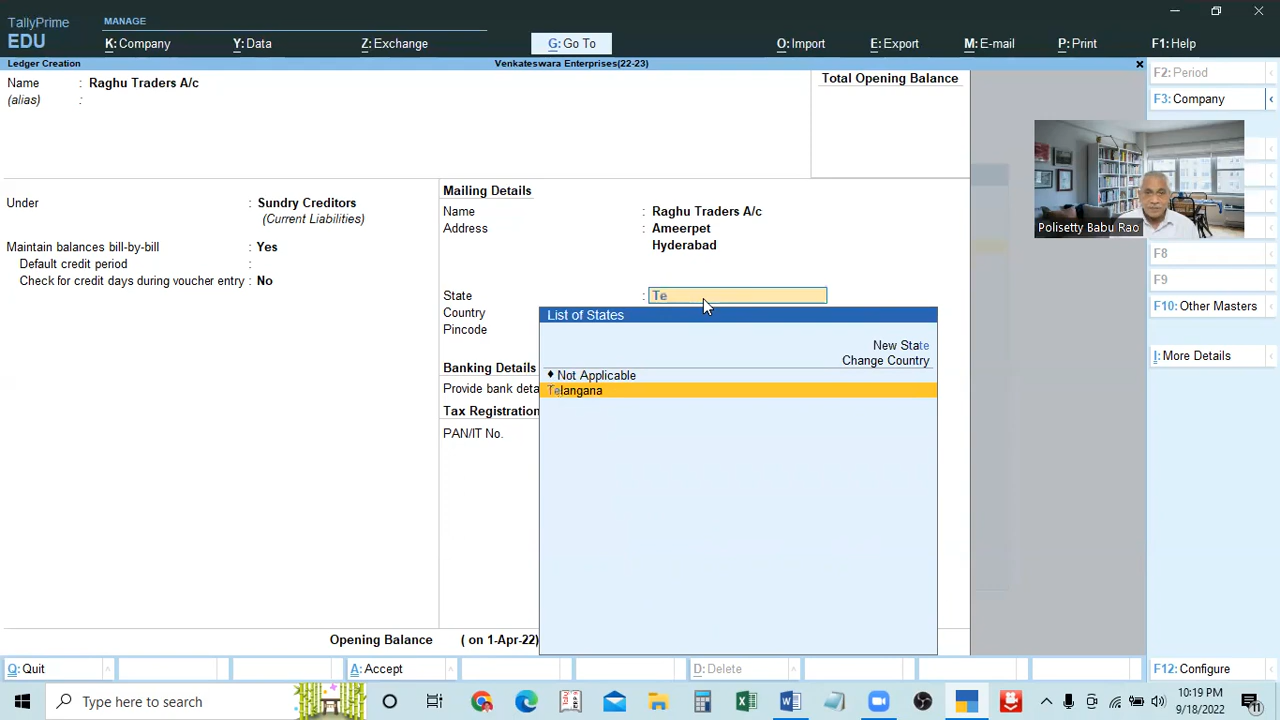 TallyPrime
EDU
MANAGE
K: Company
Y: Data
Z: Exchange
G: Go To
O: Import
E: Export
M: E-mail
P: Print
F1: Help
Ledger Creation
Venkateswara Enterprises(22-23)
Name : Raghu Traders A/c
(alias) :
Total Opening Balance
Under : Sundry Creditors
(Current Liabilities)
Maintain balances bill-by-bill : Yes
Default credit period :
Check for credit days during voucher entry : No
Mailing Details
Name : Raghu Traders A/c
Address : Ameerpet
Hyderabad
State : Te
Country
Pincode
List of States
New State
Change Country
♦ Not Applicable
Telangana
Banking Details
Provide bank deta
Tax Registration
PAN/IT No.
Opening Balance ( on 1-Apr-22)
F2: Period
F3: Company
Polisetty Babu Rao
F8
F9
F10: Other Masters
I: More Details
F12: Configure
Q: Quit
A: Accept
D: Delete
Type here to search
10:19 PM
9/18/2022
11